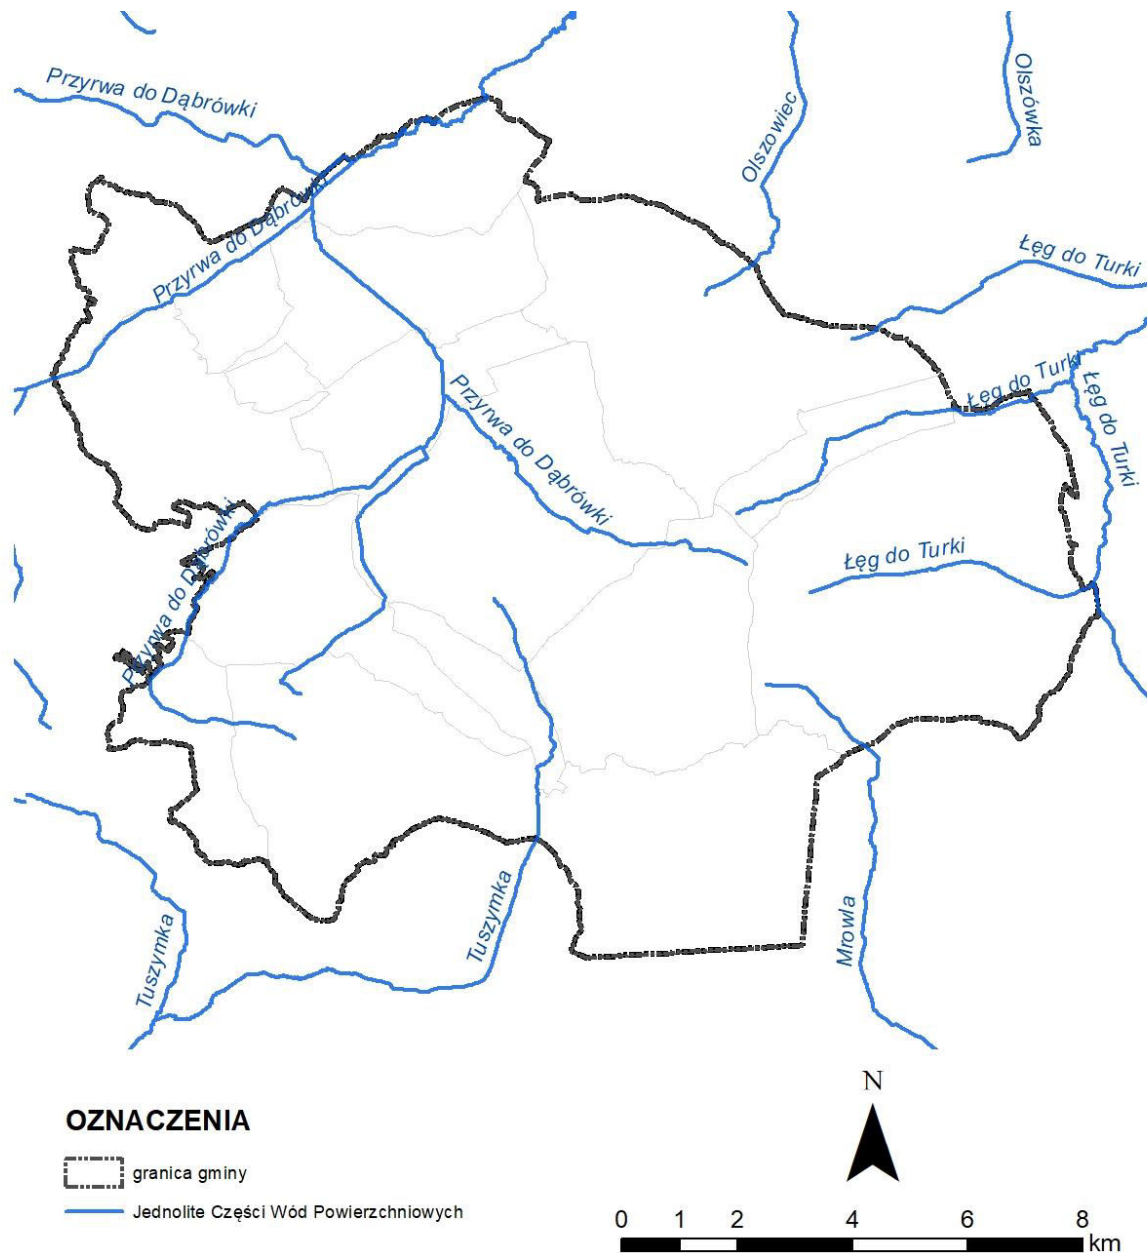 Przyrwa do Dąbrówki
Olszowiec
Olszówka
Przyrwa do Dąbrówki
Łęg do Turki
Łęg do Turki
Łęg do Turki
Przyrwa do Dąbrówki
Przyrwa do Dąbrówki
Łęg do Turki
Tuszymka
Tuszymka
Mrowla
N
OZNACZENIA
granica gminy
Jednolite Części Wód Powierzchniowych
0 1 2 4 6 8
km